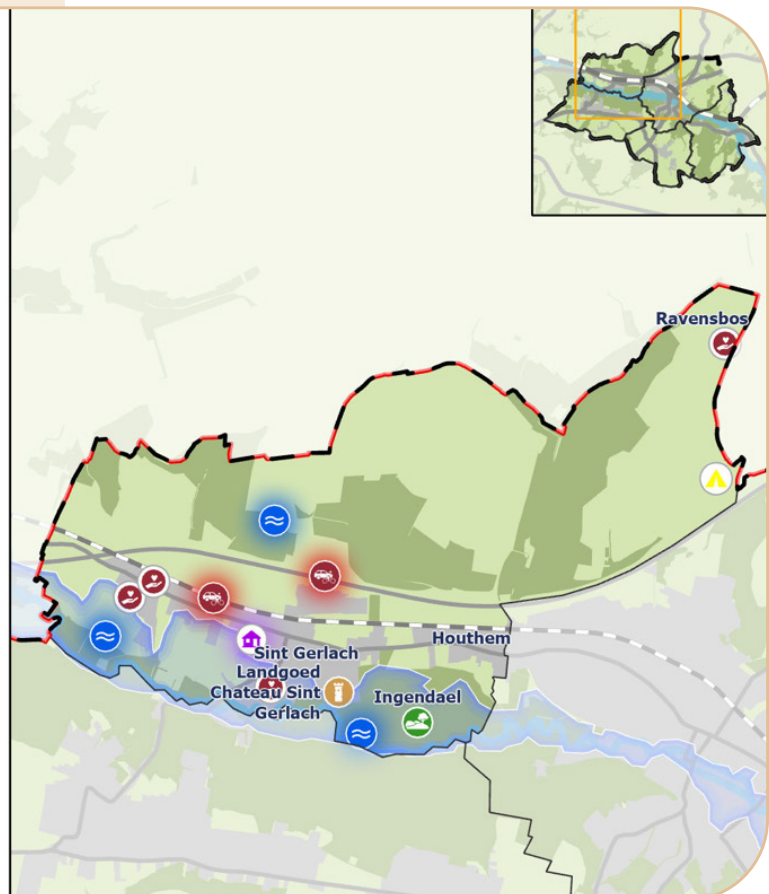 Ravensbos
Houthem
Sint Gerlach
Landgoed
Chateau Sint
Gerlach
Ingendael